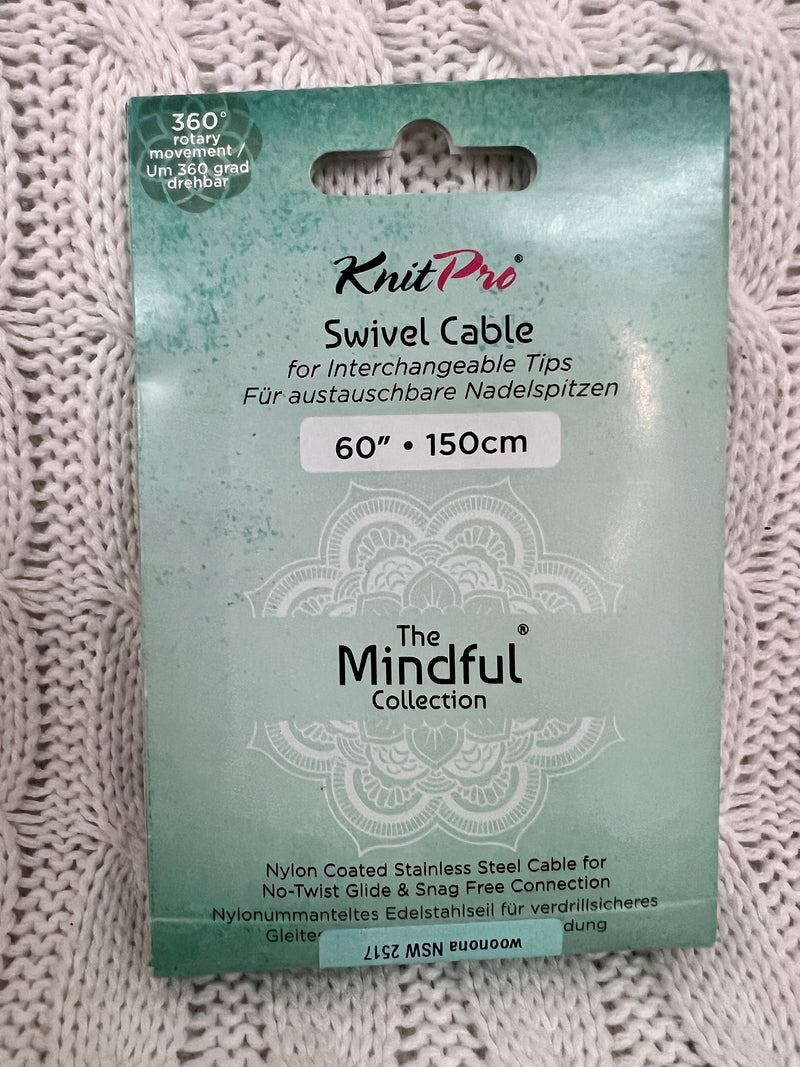 360°
rotary
movement /
Um 360 grad
drehbar
KnitPro®
Swivel Cable
for Interchangeable Tips
Für austauschbare Nadelspitzen
60" • 150cm
The
Mindful®
Collection
Nylon Coated Stainless Steel Cable for
No-Twist Glide & Snag Free Connection
Nylonummanteltes Edelstahlseil für verdrillsicheres
woonona NSW 2517